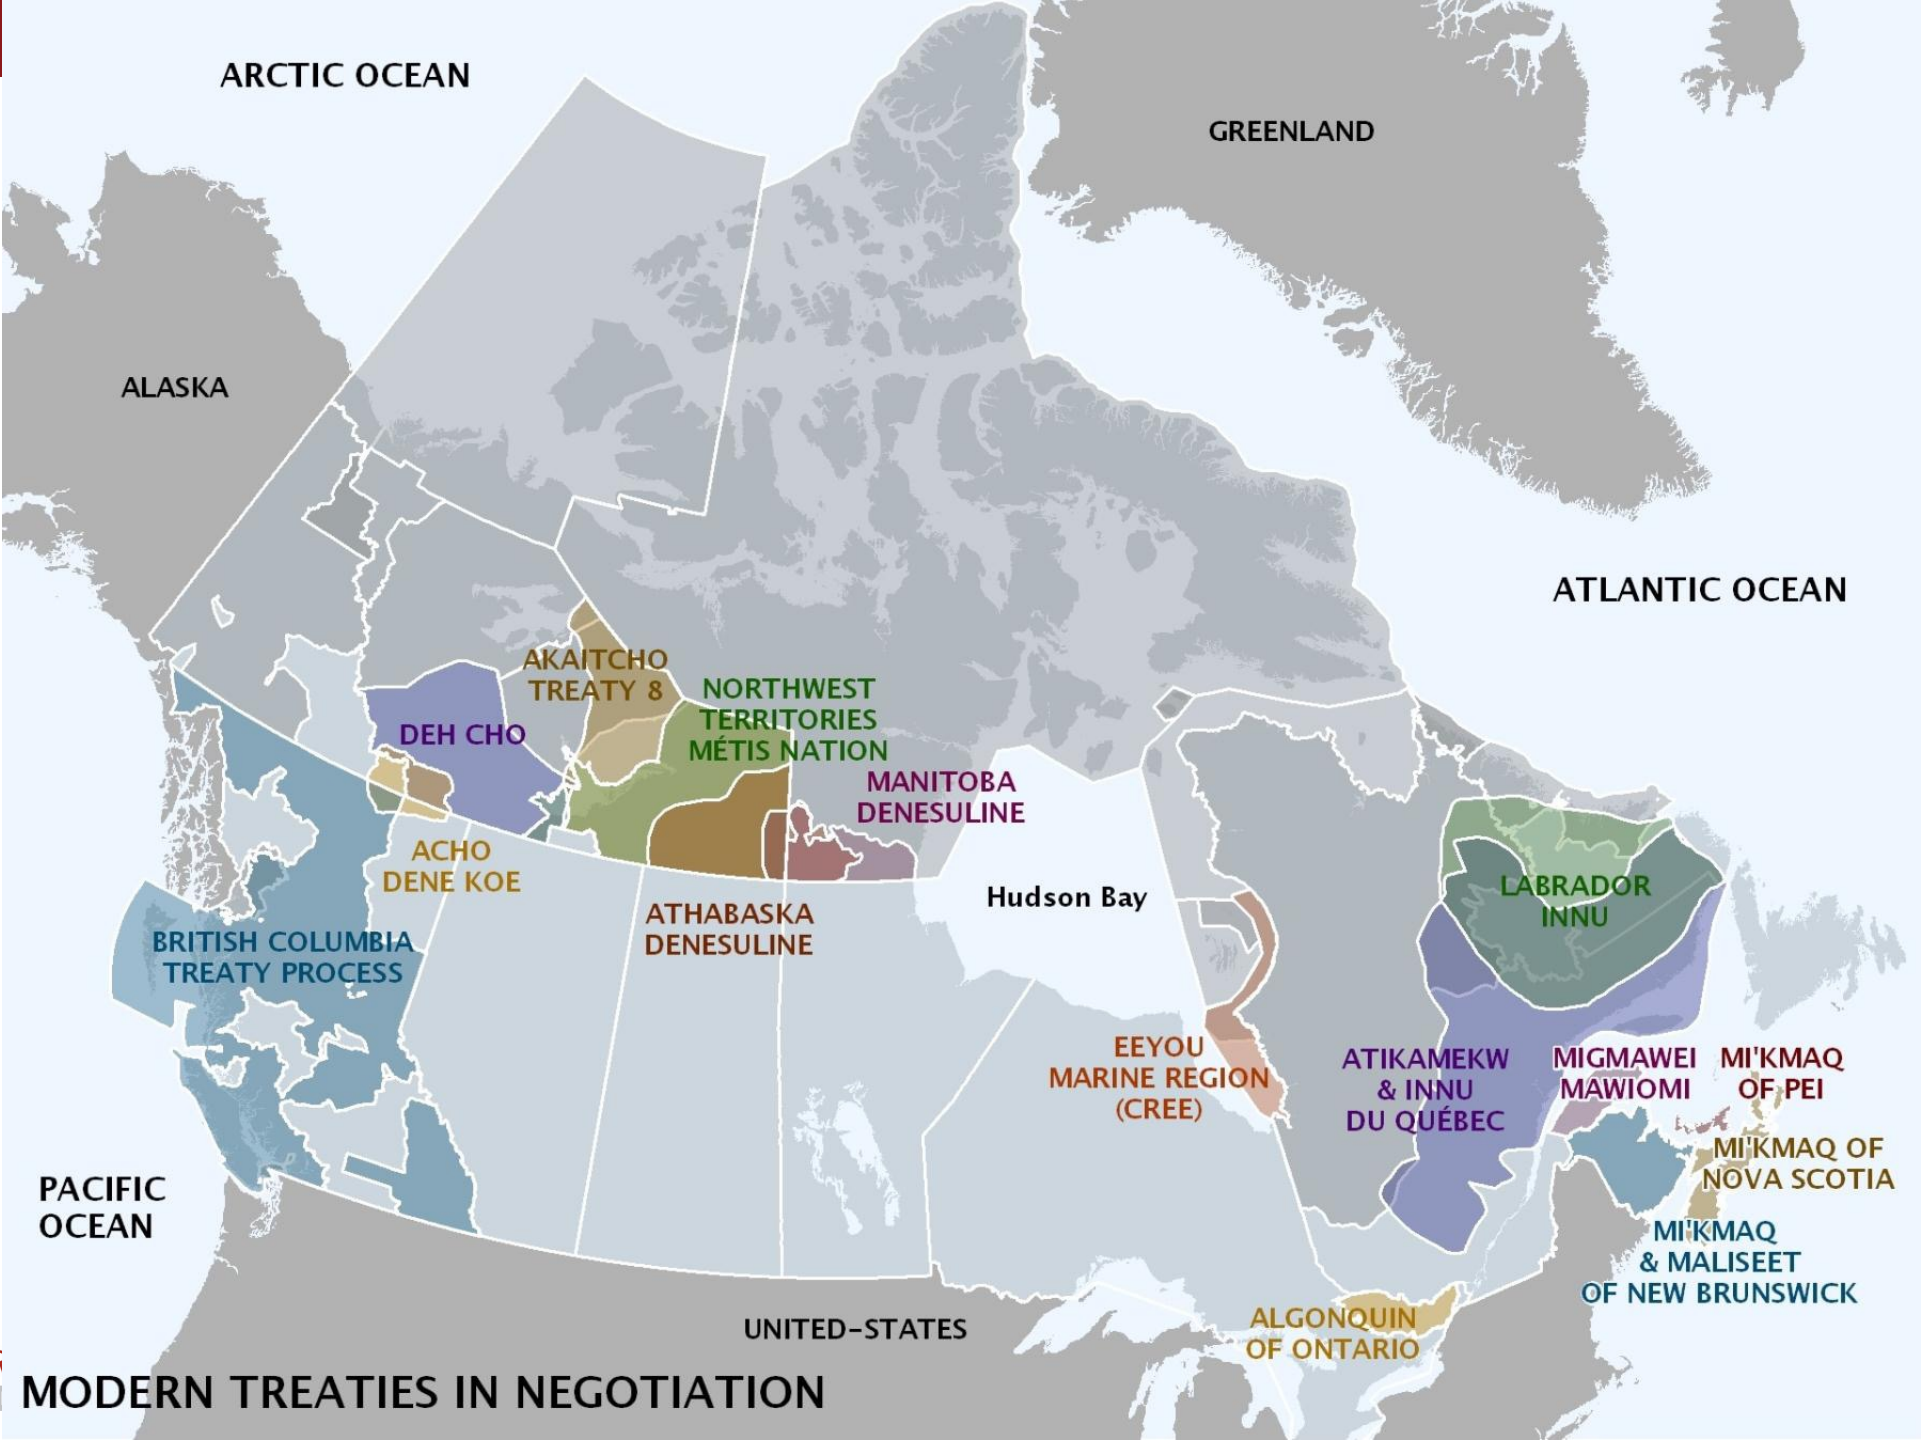 ARCTIC OCEAN
GREENLAND
ALASKA
ATLANTIC OCEAN
AKAITCHO
TREATY 8
NORTHWEST
TERRITORIES
MÉTIS NATION
DEH CHO
MANITOBA
DENESULINE
ACHO
DENE KOE
LABRADOR
INNU
Hudson Bay
ATHABASKA
DENESULINE
BRITISH COLUMBIA
TREATY PROCESS
EEYOU
MARINE REGION
(CREE)
ATIKAMEKW
& INNU
DU QUÉBEC
MIGMAWEI
MAWIOMI
MI'KMAQ
OF PEI
MI'KMAQ OF
NOVA SCOTIA
PACIFIC
OCEAN
MI'KMAQ
& MALISEET
OF NEW BRUNSWICK
ALGONQUIN
OF ONTARIO
UNITED-STATES
MODERN TREATIES IN NEGOTIATION